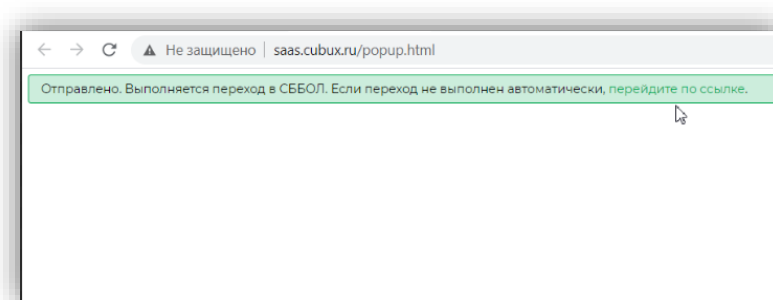 Не защищено | saas.cubux.ru/popup.html
Отправлено. Выполняется переход в СББОЛ. Если переход не выполнен автоматически, перейдите по ссылке.